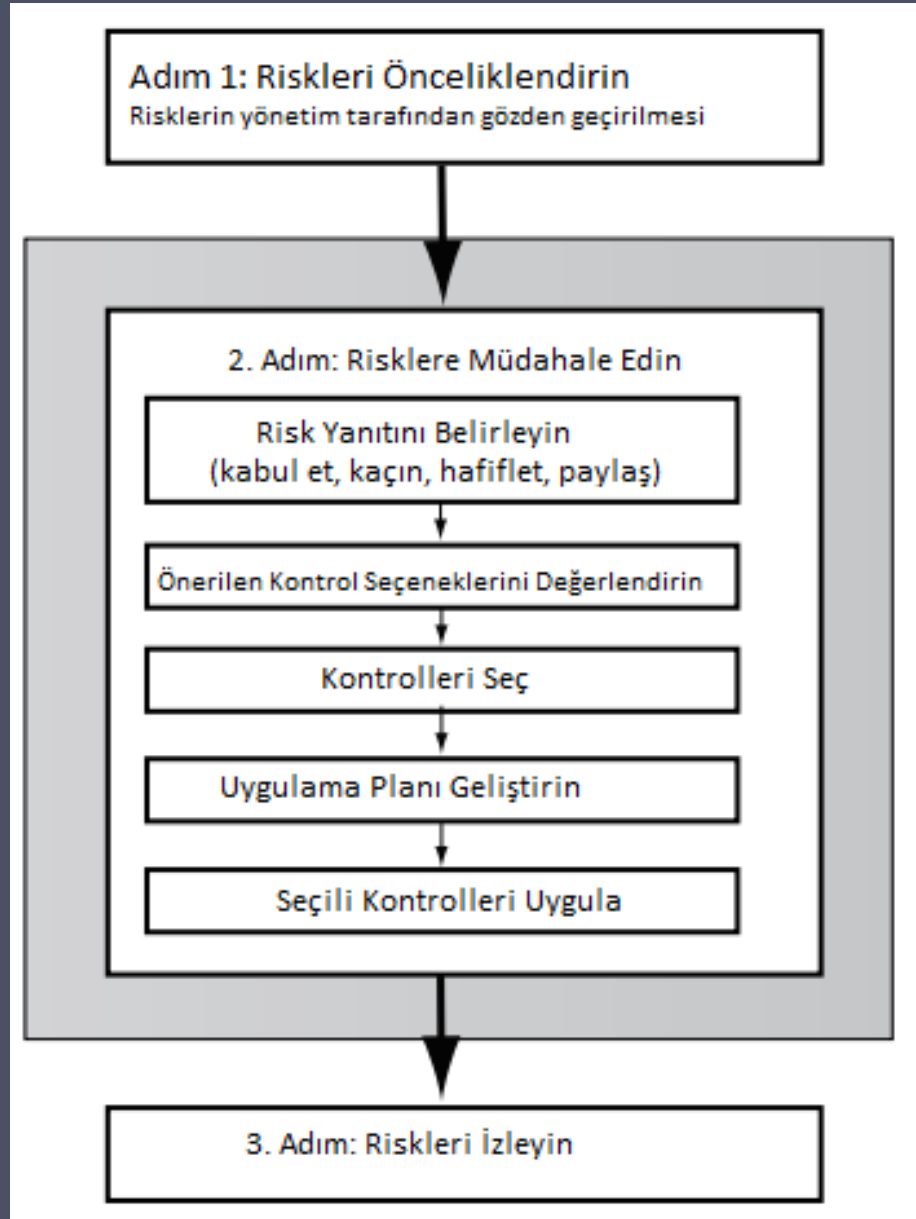 Adım 1: Riskleri Önceliklendirin
Risklerin yönetim tarafından gözden geçirilmesi
2. Adım: Risklere Müdahale Edin
Risk Yanıtını Belirleyin
(kabul et, kaçın, hafiflet, paylaş)
Önerilen Kontrol Seçeneklerini Değerlendirin
Kontrolleri Seç
Uygulama Planı Geliştirin
Seçili Kontrolleri Uygula
3. Adım: Riskleri İzleyin